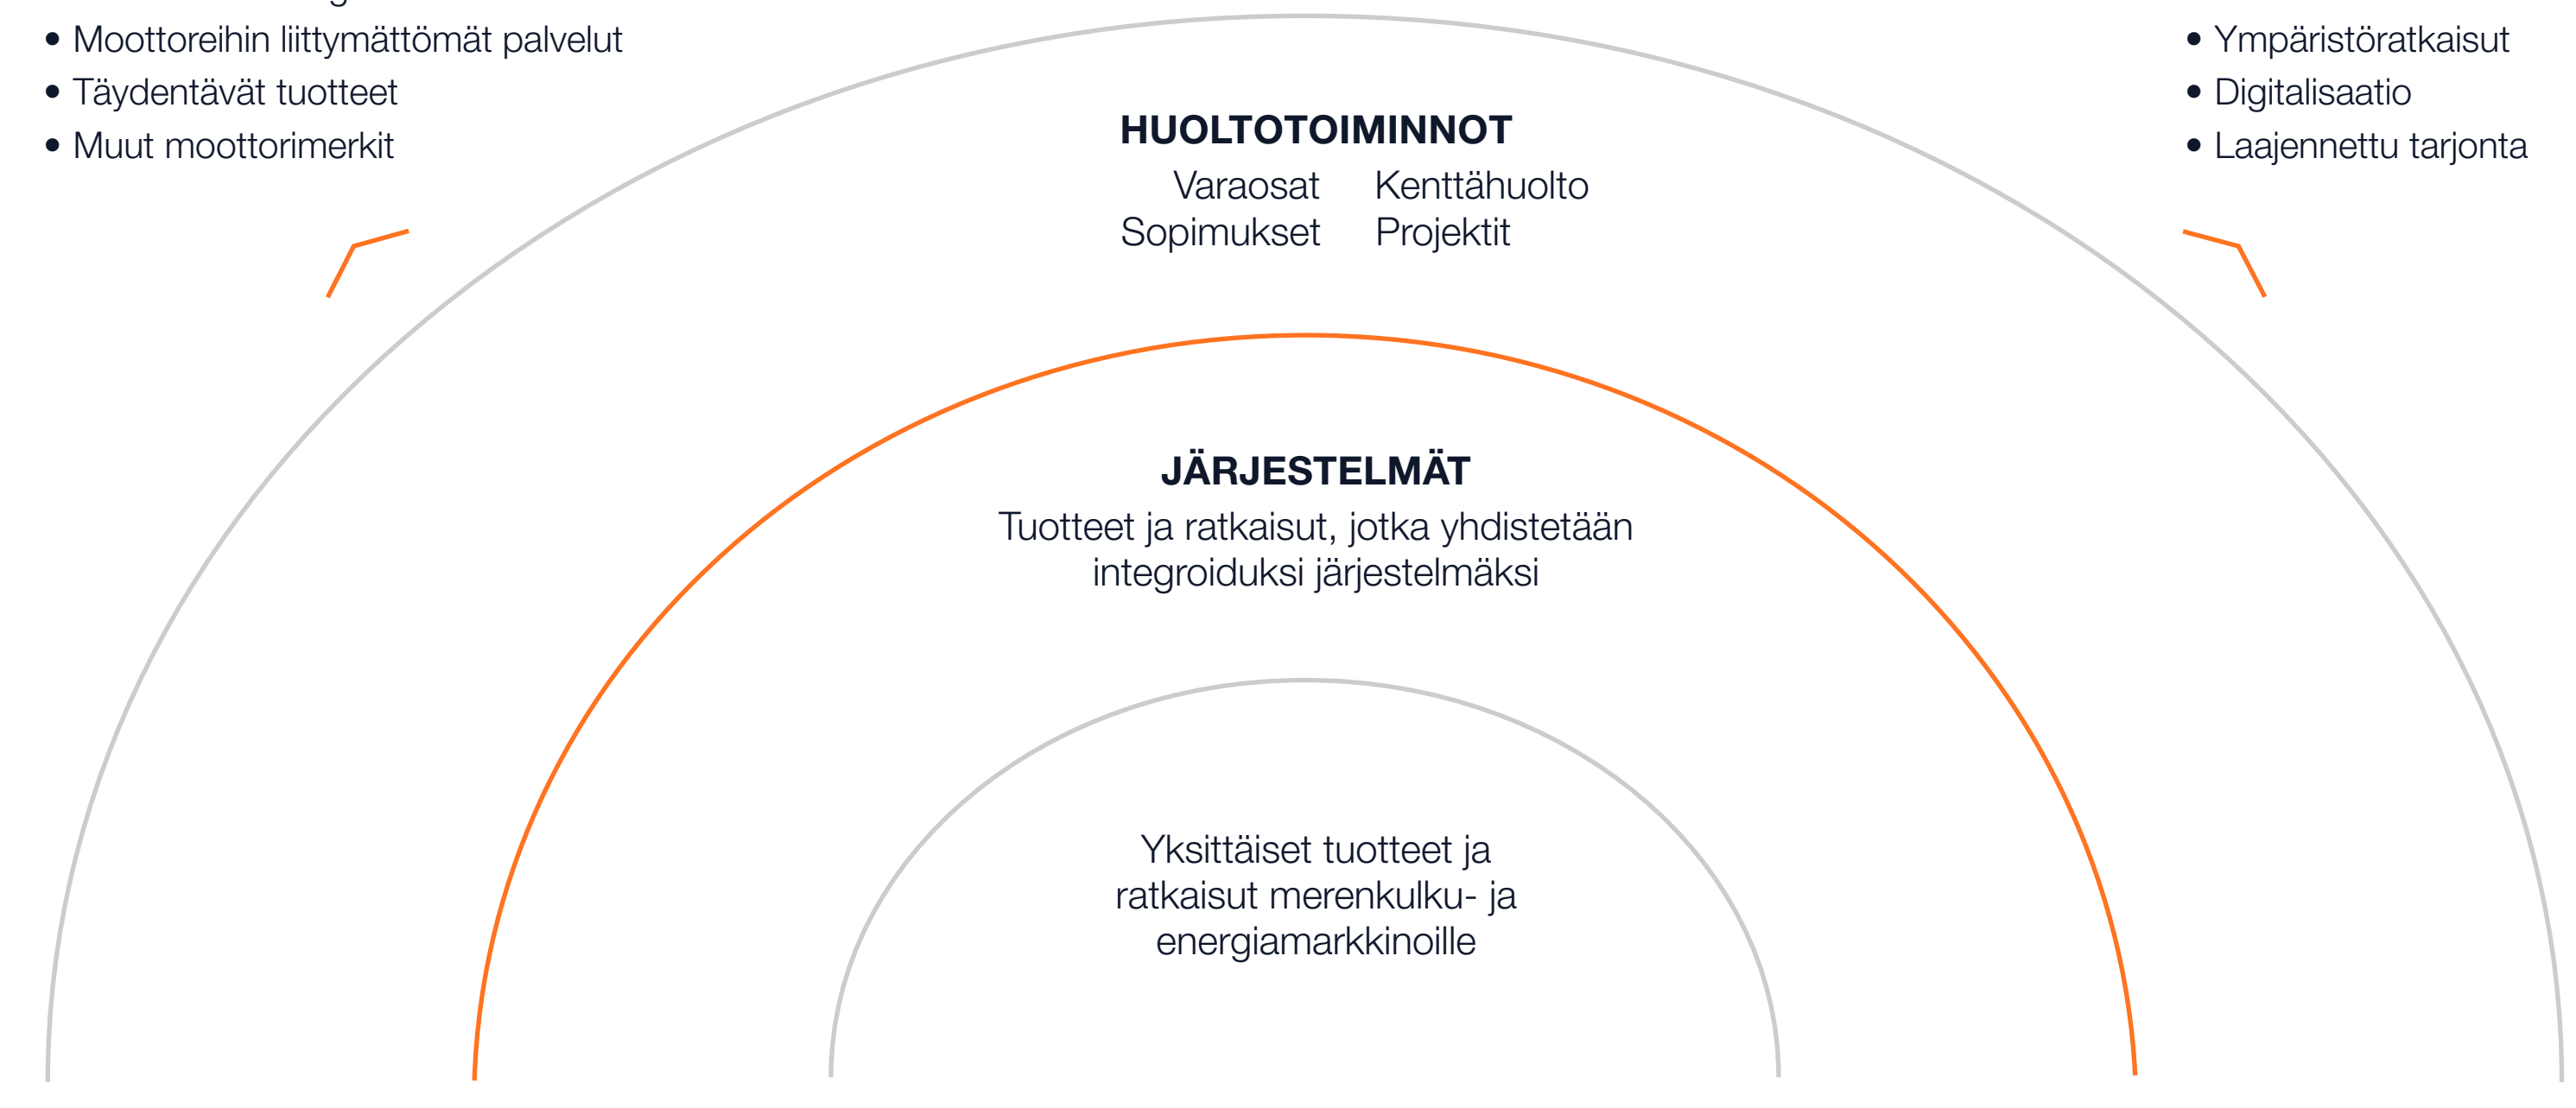 • Moottoreihin liittymättömät palvelut
• Täydentävät tuotteet
• Muut moottorimerkit
• Ympäristöratkaisut
• Digitalisaatio
• Laajennettu tarjonta
HUOLTOTOIMINNOT
Varaosat Kenttähuolto
Sopimukset Projektit
JÄRJESTELMÄT
Tuotteet ja ratkaisut, jotka yhdistetään
integroiduksi järjestelmäksi
Yksittäiset tuotteet ja
ratkaisut merenkulku- ja
energiamarkkinoille